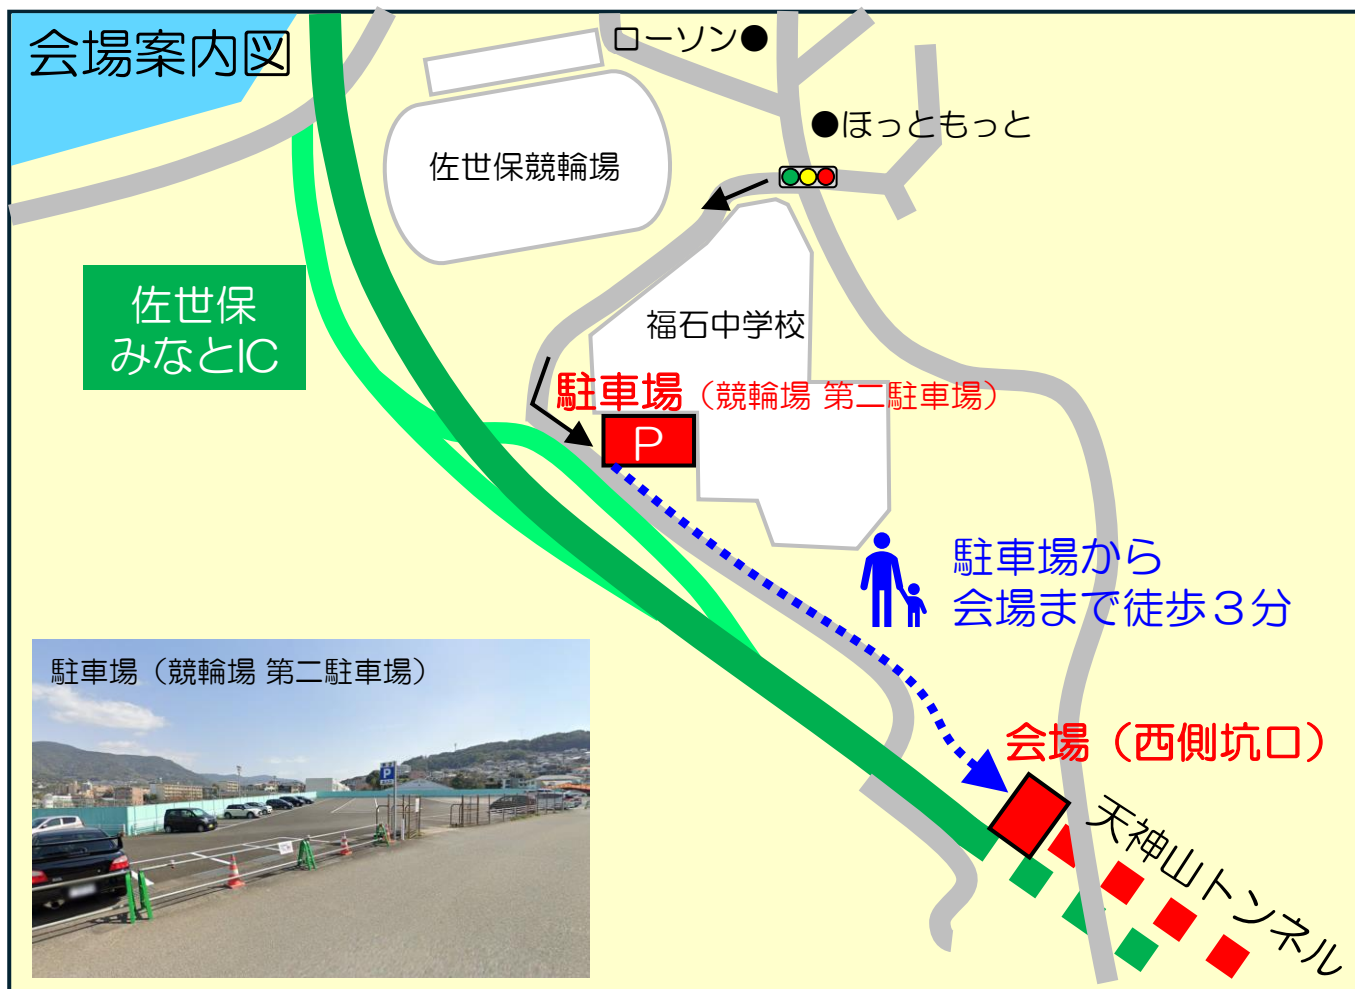 会場案内図
ローソン●
●ほっともっと
佐世保競輪場
佐世保
みなとIC
福石中学校
駐車場（競輪場 第二駐車場）
P
駐車場から
会場まで徒歩３分
駐車場（競輪場 第二駐車場）
P
会場（西側坑口）
天神山トンネル